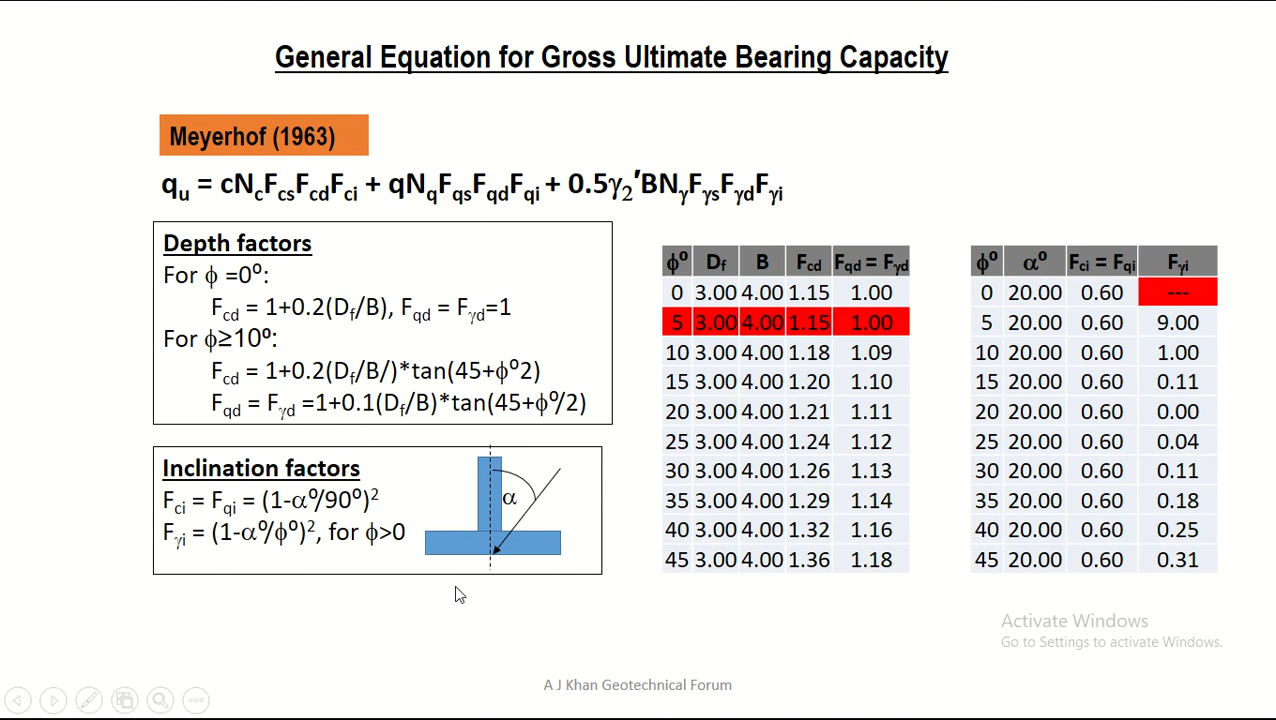 General Equation for Gross Ultimate Bearing Capacity
Meyerhof (1963)
qu = cNcFcsFcdFci + qNqFqsFqdFqi + 0.5γ2′BNγFγsFγdFγi
Depth factors
For ϕ =0⁰:
Fcd = 1+0.2(Df/B), Fqd = Fγd=1
For ϕ≥10⁰:
Fcd = 1+0.2(Df/B/)*tan(45+ϕ⁰2)
Fqd = Fγd =1+0.1(Df/B)*tan(45+ϕ⁰/2)
Inclination factors
Fci = Fqi = (1-α⁰/90⁰)²
Fγi = (1-α⁰/ϕ⁰)², for ϕ>0
α
ϕ⁰ Df B Fcd Fqd = Fγd
0 3.00 4.00 1.15 1.00
5 3.00 4.00 1.15 1.00
10 3.00 4.00 1.18 1.09
15 3.00 4.00 1.20 1.10
20 3.00 4.00 1.21 1.11
25 3.00 4.00 1.24 1.12
30 3.00 4.00 1.26 1.13
35 3.00 4.00 1.29 1.14
40 3.00 4.00 1.32 1.16
45 3.00 4.00 1.36 1.18
ϕ⁰ α⁰ Fci = Fqi Fγi
0 20.00 0.60 ---
5 20.00 0.60 9.00
10 20.00 0.60 1.00
15 20.00 0.60 0.11
20 20.00 0.60 0.00
25 20.00 0.60 0.04
30 20.00 0.60 0.11
35 20.00 0.60 0.18
40 20.00 0.60 0.25
45 20.00 0.60 0.31
Activate Windows
Go to Settings to activate Windows.
A J Khan Geotechnical Forum